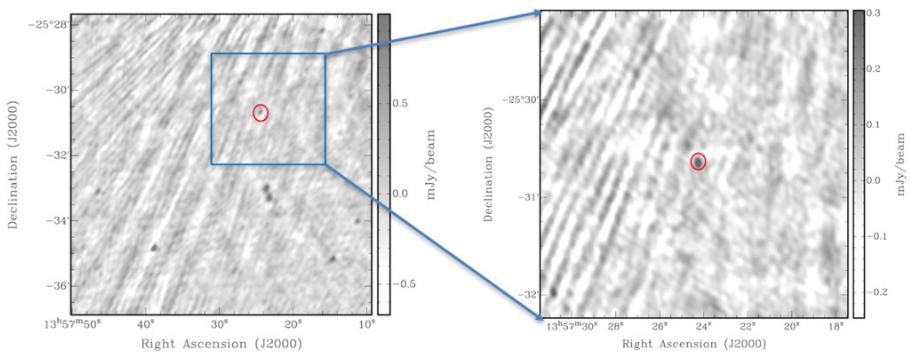 −25°28'
−30'
−32'
−34'
−36'
Declination (J2000)
13ʰ57ᵐ50ˢ
40ˢ
30ˢ
20ˢ
10ˢ
Right Ascension (J2000)
0.5
0.0
−0.5
mJy/beam
−25°30'
−31'
−32'
Declination (J2000)
13ʰ57ᵐ30ˢ
28ˢ
26ˢ
24ˢ
22ˢ
20ˢ
18ˢ
Right Ascension (J2000)
0.3
0.2
0.1
0.0
−0.1
−0.2
mJy/beam